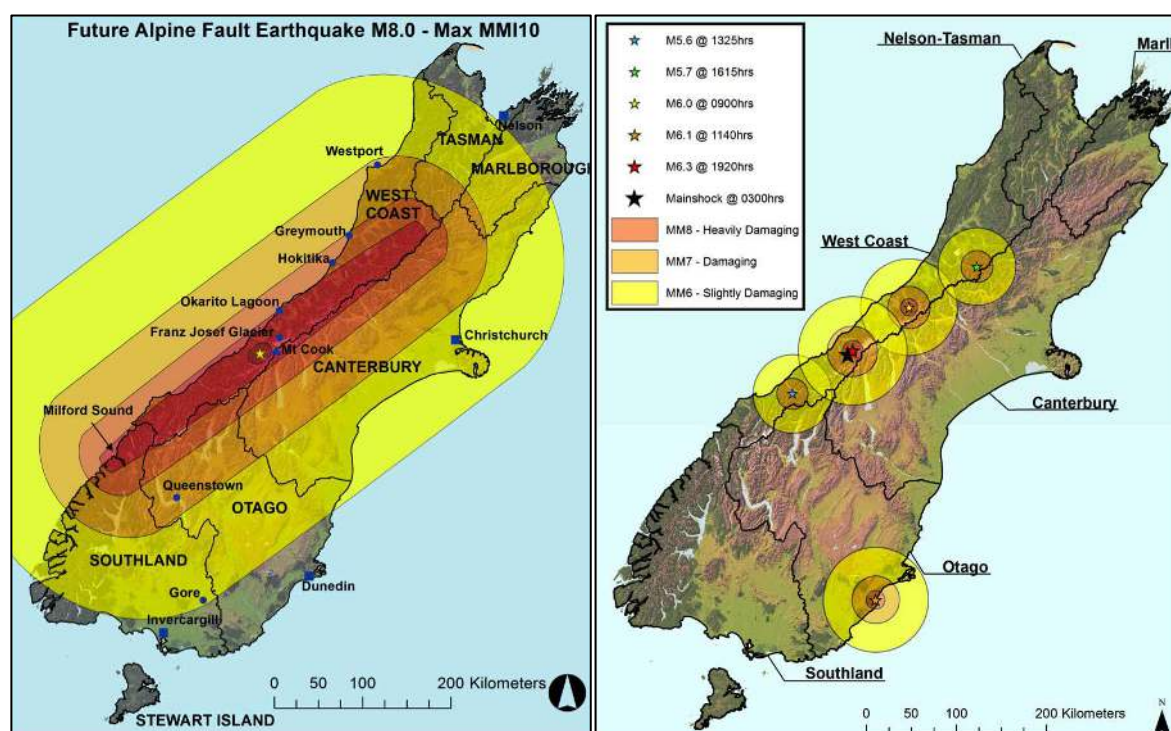 Future Alpine Fault Earthquake M8.0 - Max MMI10
Nelson
TASMAN
Westport
MARLBOROUGH
WEST
COAST
Greymouth
Hokitika
Okarito Lagoon
Franz Josef Glacier
Mt Cook
Christchurch
CANTERBURY
Milford Sound
Queenstown
OTAGO
SOUTHLAND
Dunedin
Gore
Invercargill
0 50 100 200 Kilometers
STEWART ISLAND
M5.6 @ 1325hrs
M5.7 @ 1615hrs
M6.0 @ 0900hrs
M6.1 @ 1140hrs
M6.3 @ 1920hrs
Mainshock @ 0300hrs
MM8 - Heavily Damaging
MM7 - Damaging
MM6 - Slightly Damaging
Nelson-Tasman
Marl
West Coast
Canterbury
Otago
Southland
0 50 100 200 Kilometers
N